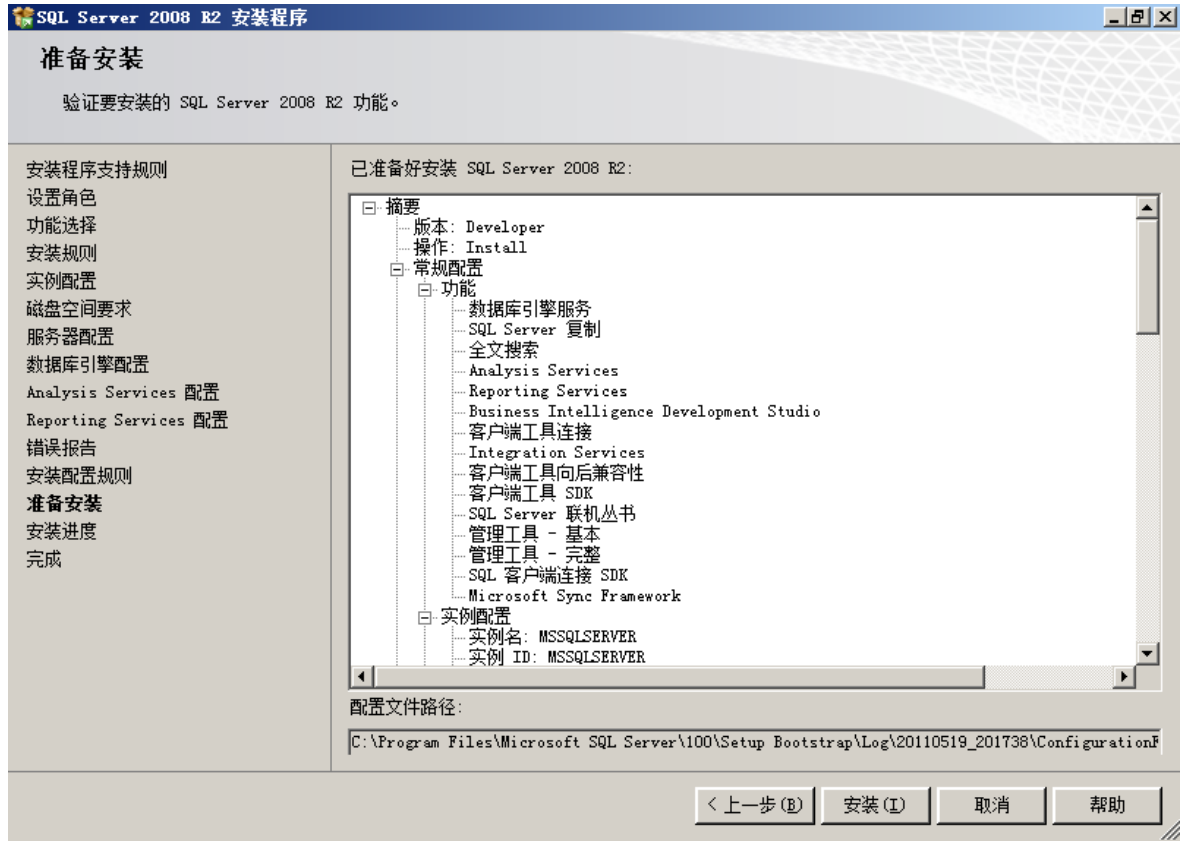 SQL Server 2008 R2 安装程序
准备安装
验证要安装的 SQL Server 2008 R2 功能。
安装程序支持规则
设置角色
功能选择
安装规则
实例配置
磁盘空间要求
服务器配置
数据库引擎配置
Analysis Services 配置
Reporting Services 配置
错误报告
安装配置规则
准备安装
安装进度
完成
已准备好安装 SQL Server 2008 R2:
摘要
版本: Developer
操作: Install
常规配置
功能
数据库引擎服务
SQL Server 复制
全文搜索
Analysis Services
Reporting Services
Business Intelligence Development Studio
客户端工具连接
Integration Services
客户端工具向后兼容性
客户端工具 SDK
SQL Server 联机丛书
管理工具 - 基本
管理工具 - 完整
SQL 客户端连接 SDK
Microsoft Sync Framework
实例配置
实例名: MSSQLSERVER
实例 ID: MSSQLSERVER
配置文件路径:
C:\Program Files\Microsoft SQL Server\100\Setup Bootstrap\Log\20110519_201738\ConfigurationF
< 上一步(B) 安装(I) 取消 帮助